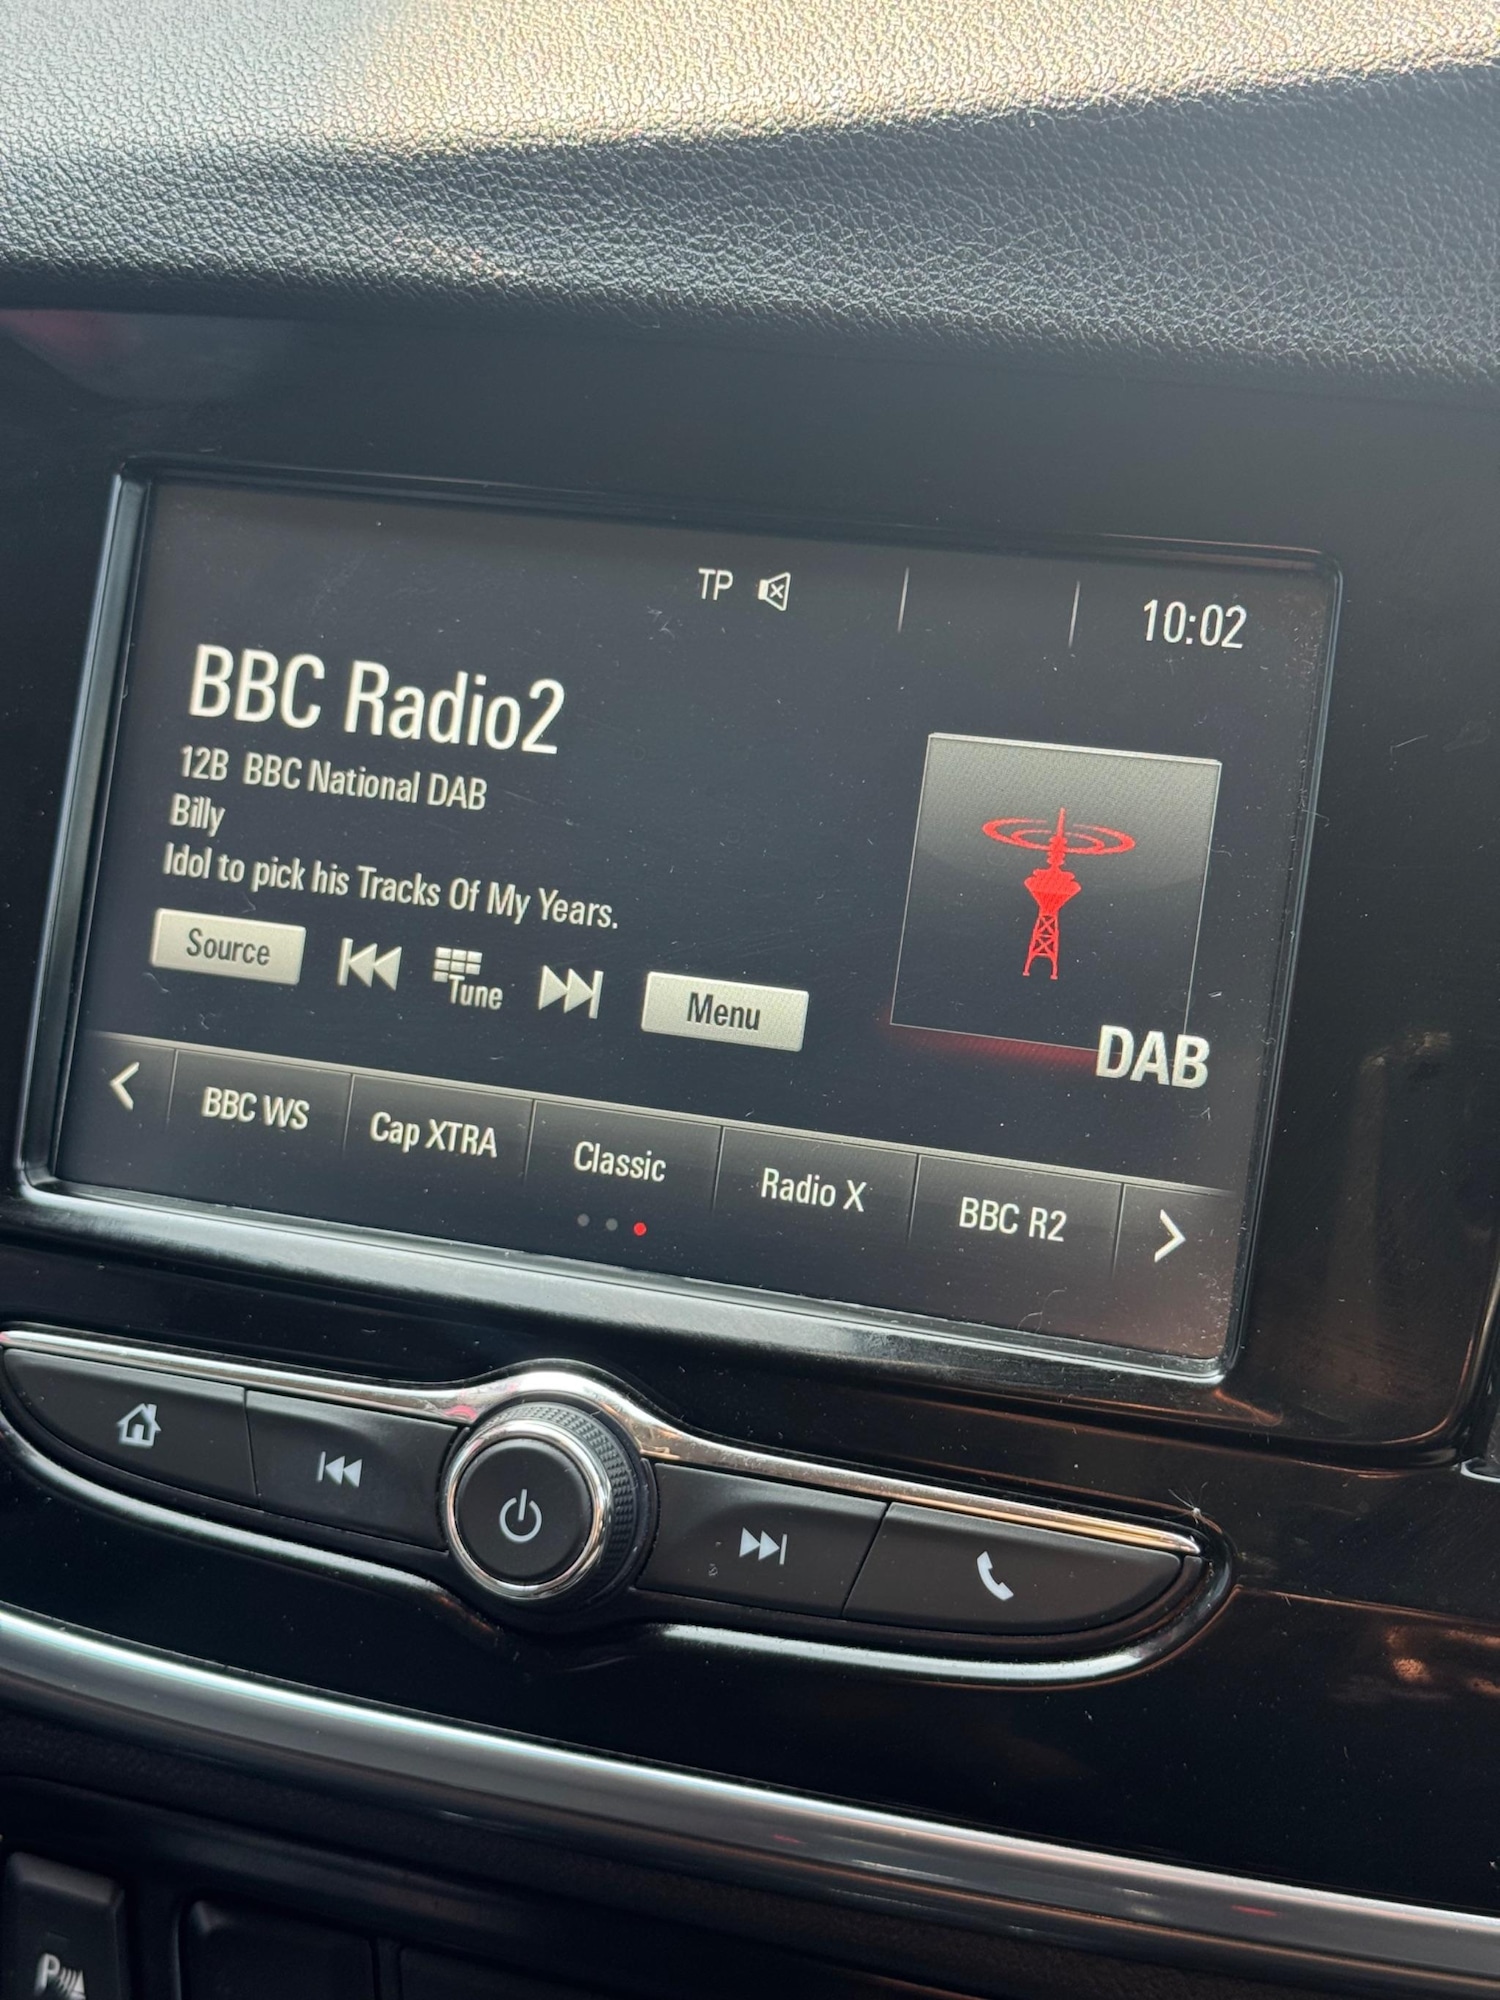 TP
10:02
BBC Radio2
12B BBC National DAB
Billy
Idol to pick his Tracks Of My Years.
Source
Tune
Menu
DAB
BBC WS
Cap XTRA
Classic
Radio X
BBC R2
P